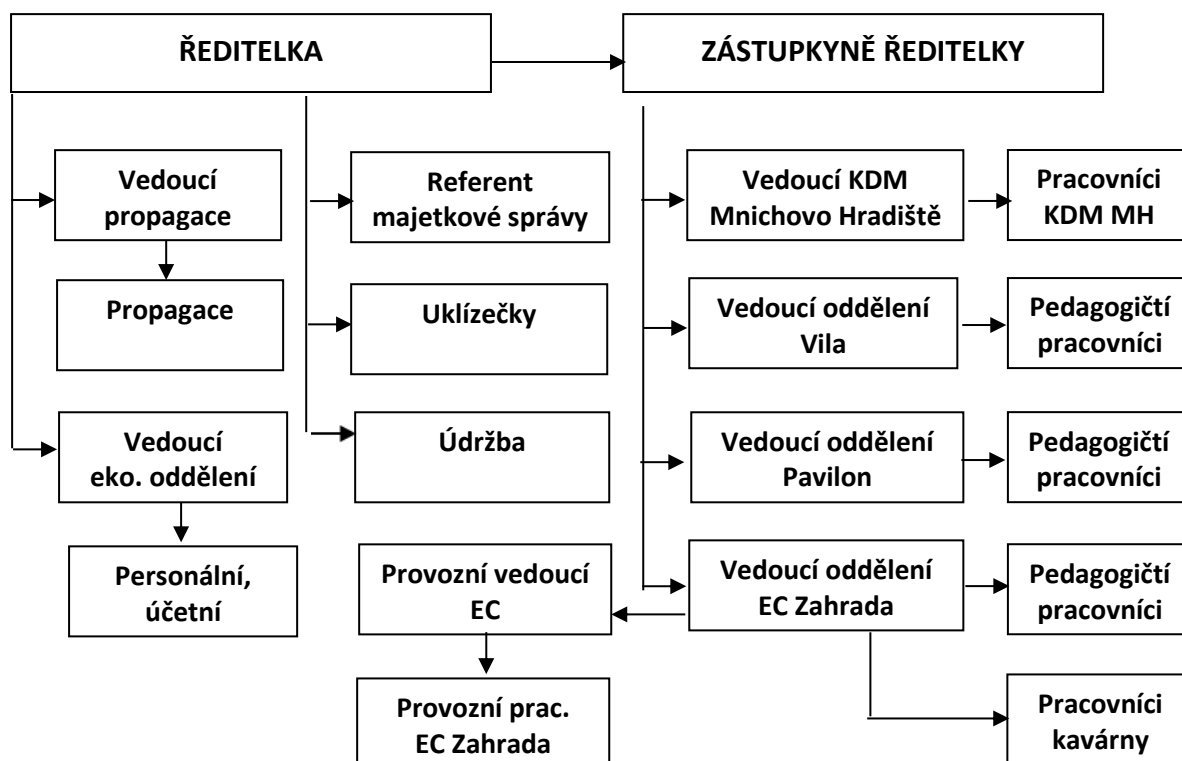 ŘEDITELKA
ZÁSTUPKYNĚ ŘEDITELKY
Vedoucí
propagace
Referent
majetkové správy
Vedoucí KDM
Mnichovo Hradiště
Pracovníci
KDM MH
Propagace
Uklízečky
Vedoucí oddělení
Vila
Pedagogičtí
pracovníci
Vedoucí
eko. oddělení
Údržba
Vedoucí oddělení
Pavilon
Pedagogičtí
pracovníci
Personální,
účetní
Provozní vedoucí
EC
Vedoucí oddělení
EC Zahrada
Pedagogičtí
pracovníci
Provozní prac.
EC Zahrada
Pracovníci
kavárny